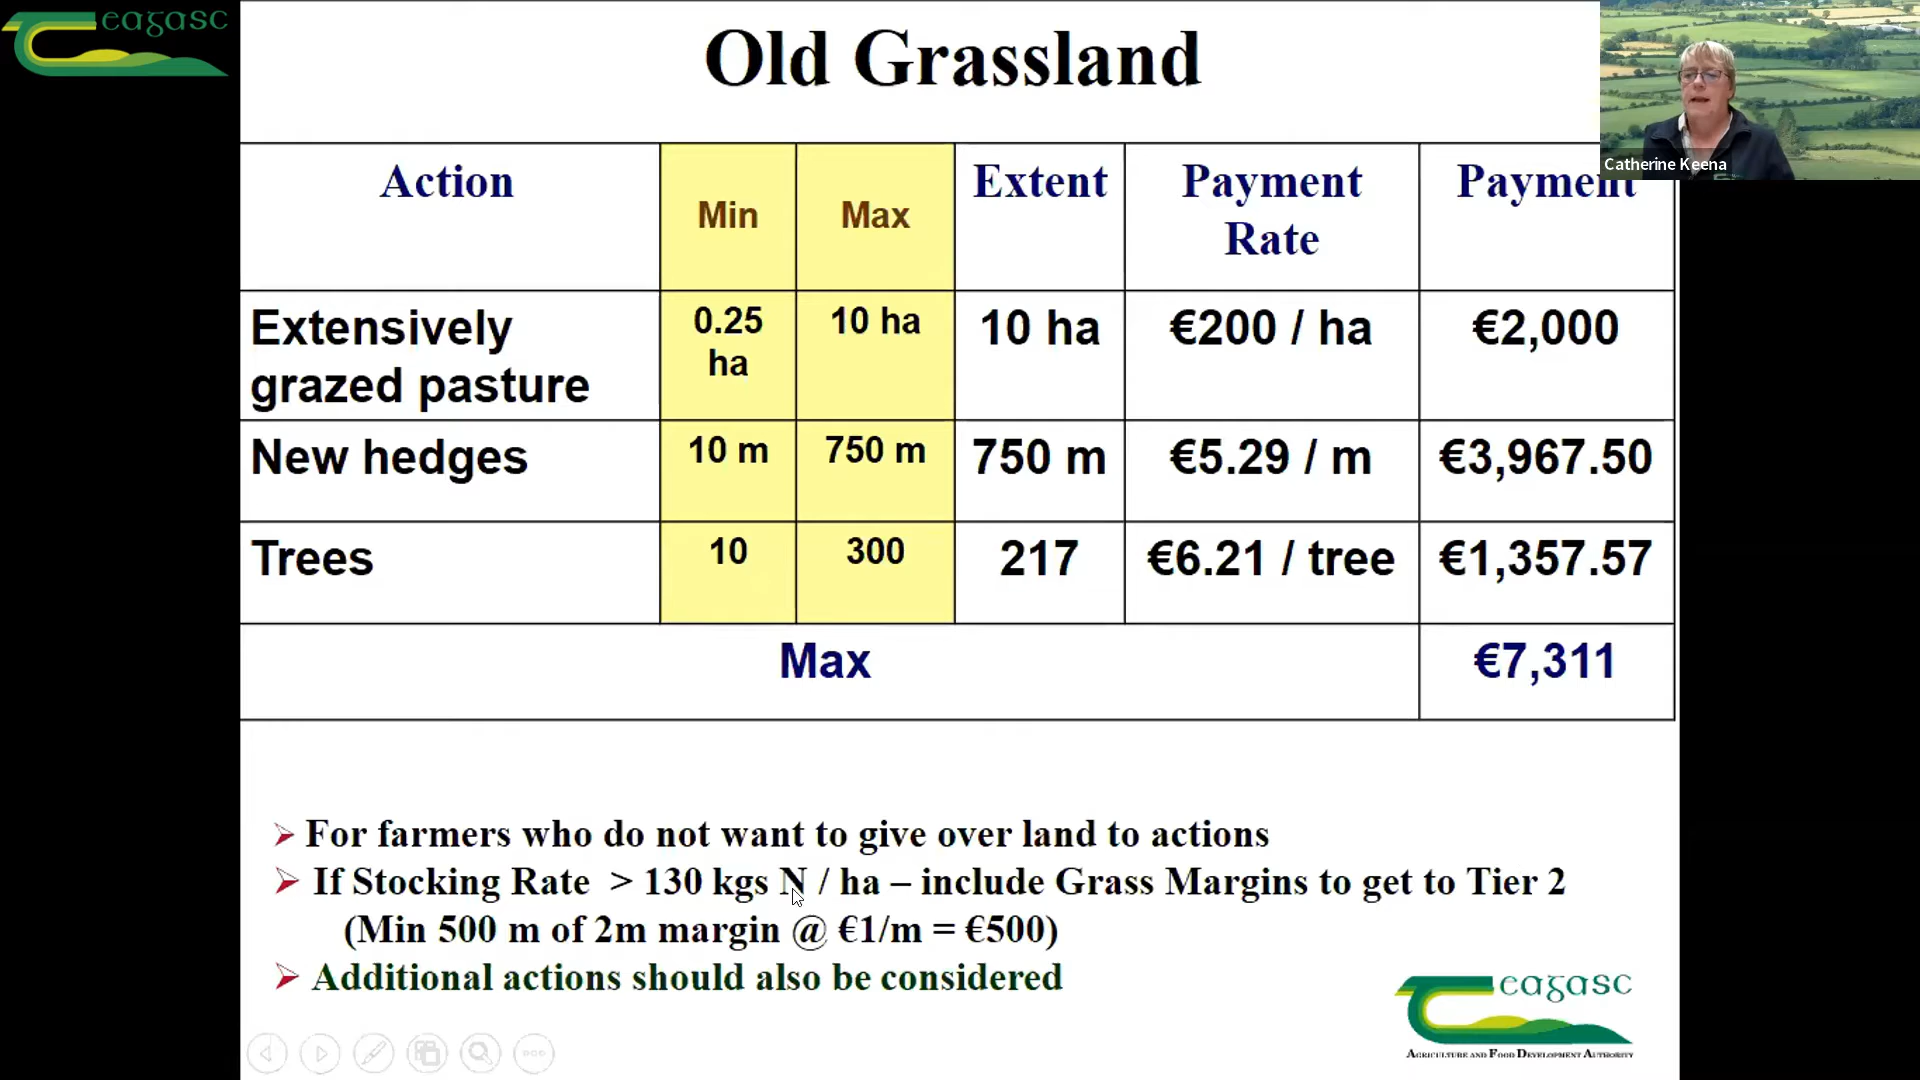 eagasc
Old Grassland
Catherine Keena
Action
Min
Max
Extent
Payment
Rate
Payment
Extensively
grazed pasture
0.25
ha
10 ha
10 ha
€200 / ha
€2,000
New hedges
10 m
750 m
750 m
€5.29 / m
€3,967.50
Trees
10
300
217
€6.21 / tree
€1,357.57
Max
€7,311
For farmers who do not want to give over land to actions
If Stocking Rate > 130 kgs N / ha – include Grass Margins to get to Tier 2
(Min 500 m of 2m margin @ €1/m = €500)
Additional actions should also be considered
eagasc
AGRICULTURE AND FOOD DEVELOPMENT AUTHORITY